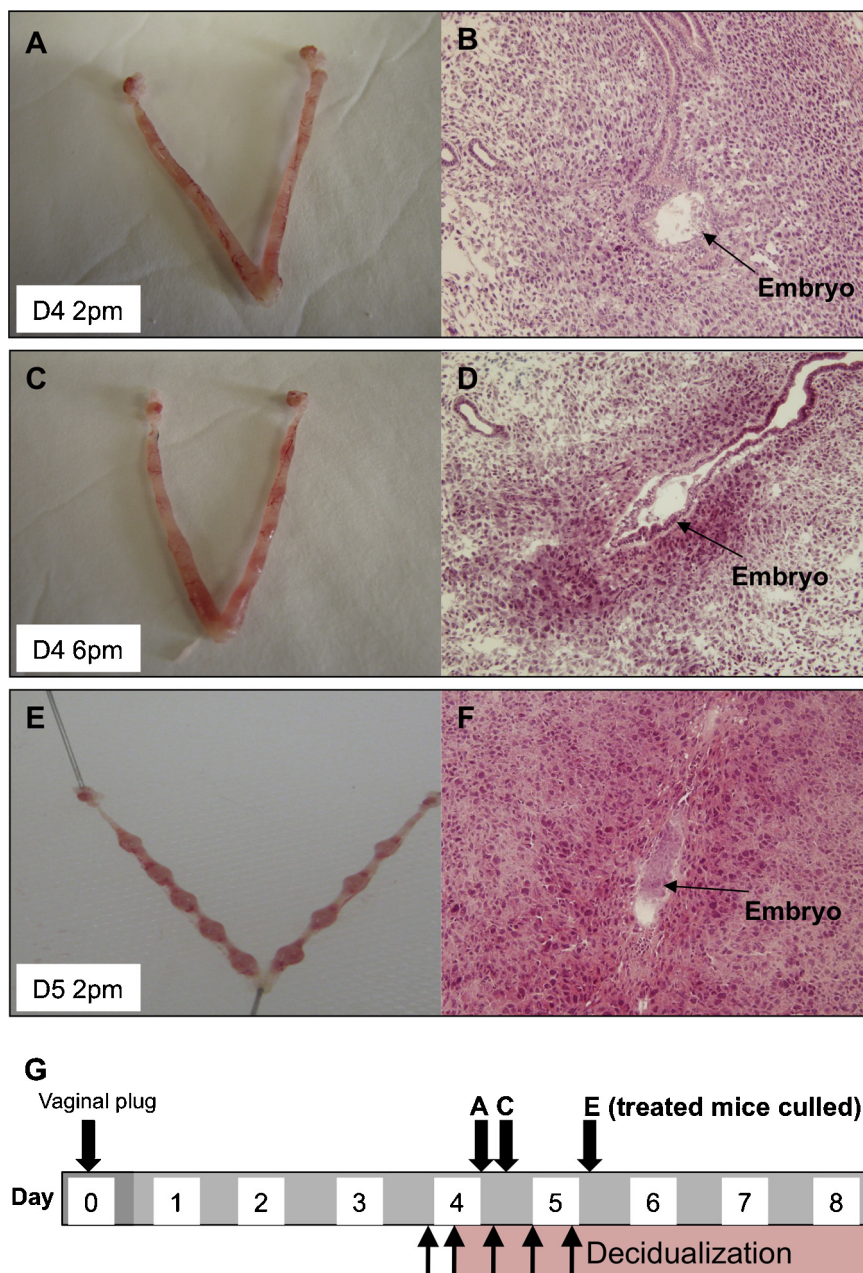 A
B
Embryo
D4 2pm
C
D
Embryo
D4 6pm
E
F
Embryo
D5 2pm
G
Vaginal plug
A C E (treated mice culled)
Day 0 1 2 3 4 5 6 7 8
Decidualization